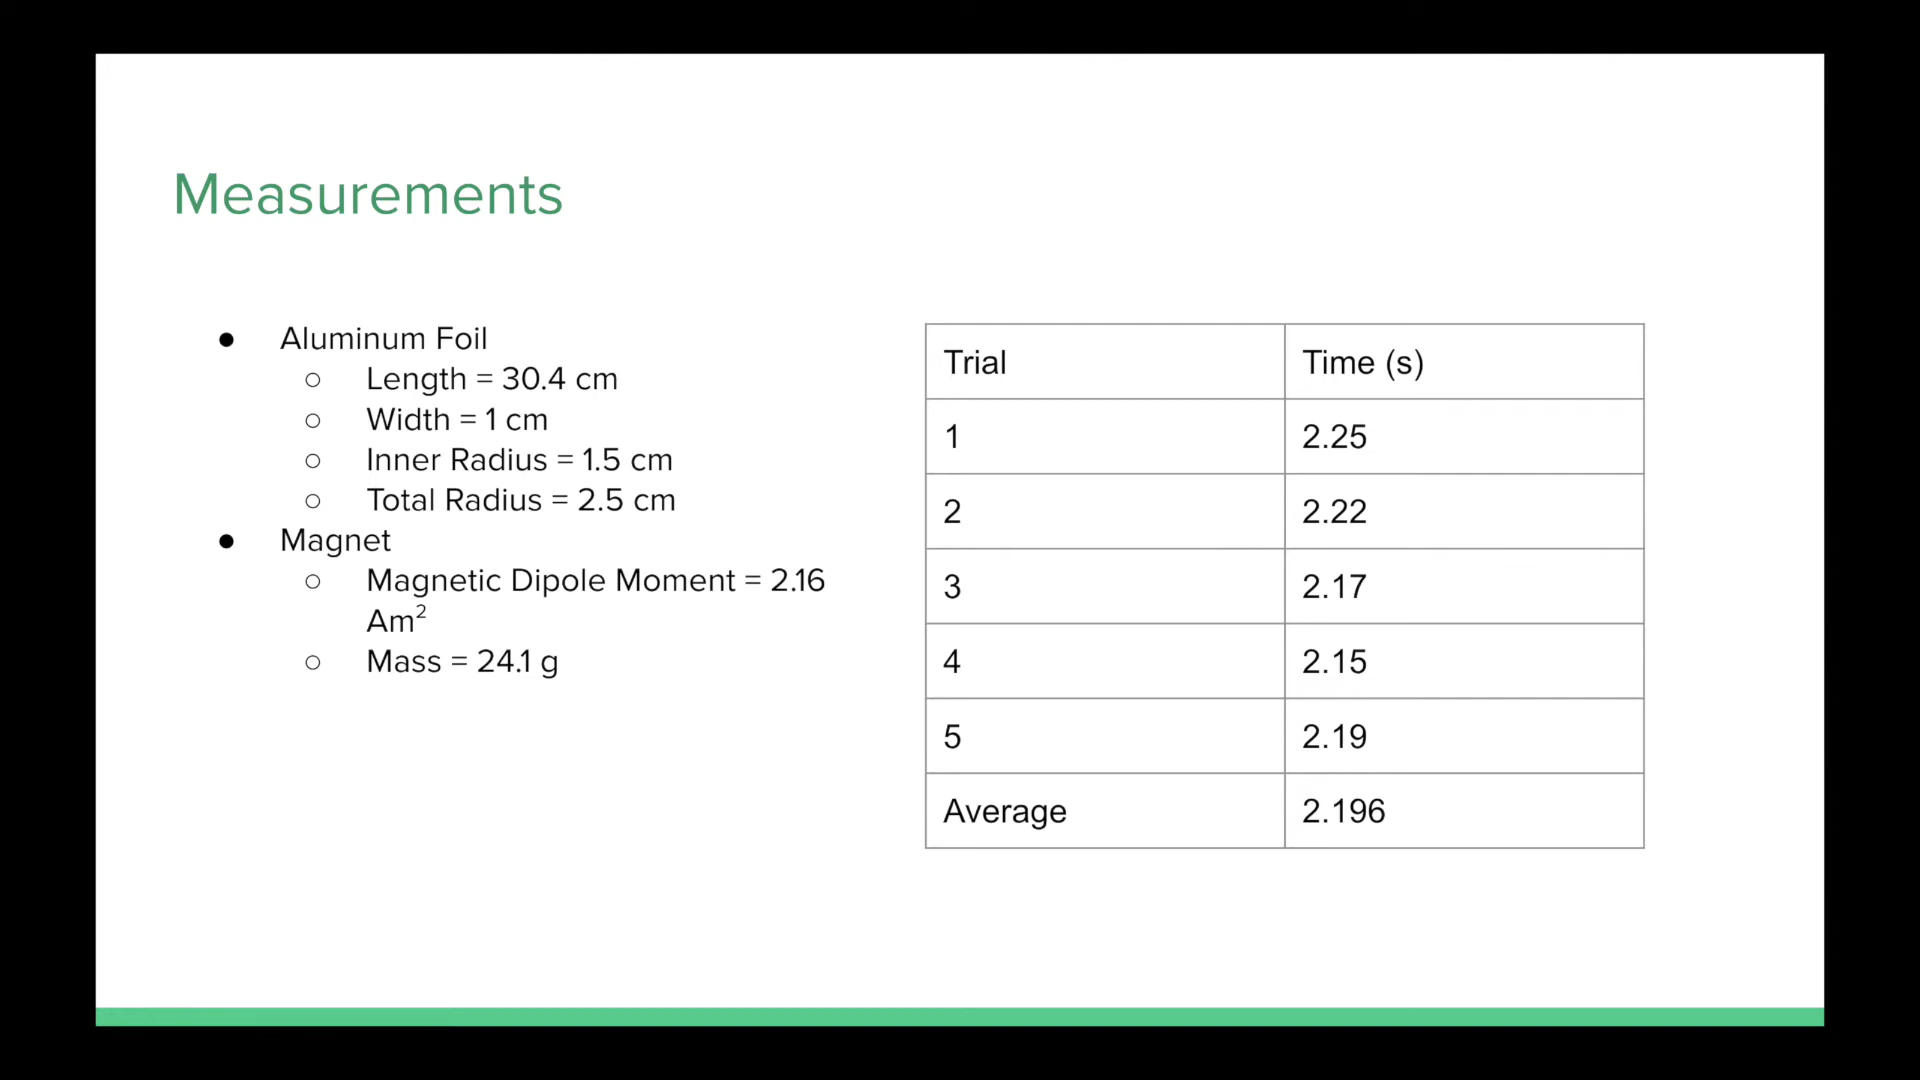 Measurements
● Aluminum Foil
○ Length = 30.4 cm
○ Width = 1 cm
○ Inner Radius = 1.5 cm
○ Total Radius = 2.5 cm
● Magnet
○ Magnetic Dipole Moment = 2.16
Am²
○ Mass = 24.1 g
Trial Time (s)
1 2.25
2 2.22
3 2.17
4 2.15
5 2.19
Average 2.196